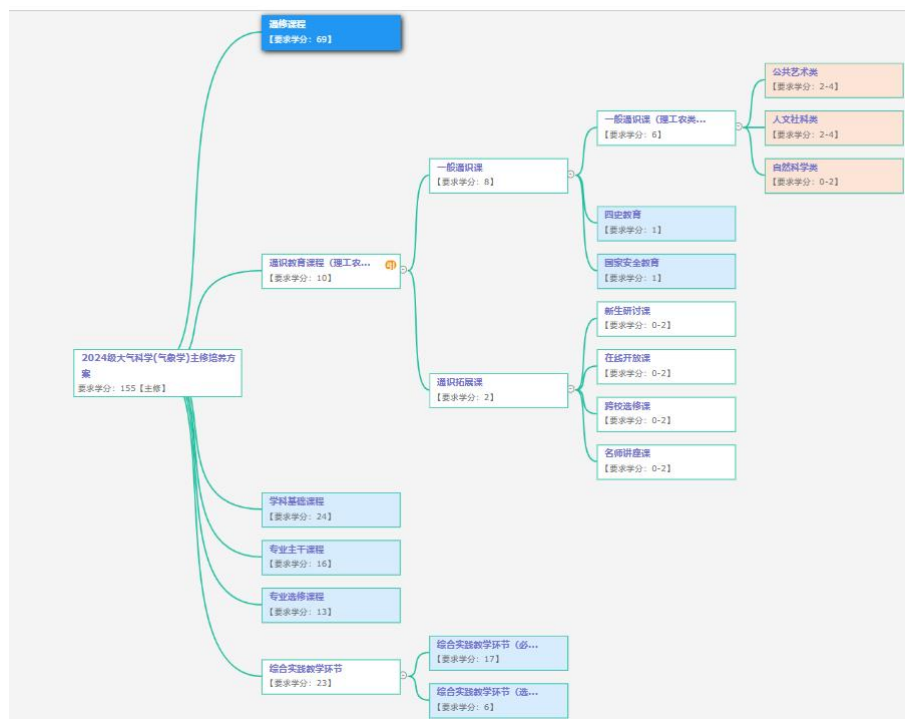 通修课程
【要求学分：69】
公共艺术类
【要求学分：2-4】
一般通识课（理工农类...
【要求学分：6】
人文社科类
【要求学分：2-4】
一般通识课
【要求学分：8】
自然科学类
【要求学分：0-2】
四史教育
【要求学分：1】
通识教育课程（理工农...
【要求学分：10】
国家安全教育
【要求学分：1】
新生研讨课
【要求学分：0-2】
2024级大气科学(气象学)主修培养方
案
要求学分：155【主修】
在线开放课
【要求学分：0-2】
通识拓展课
【要求学分：2】
跨校选修课
【要求学分：0-2】
名师讲座课
【要求学分：0-2】
学科基础课程
【要求学分：24】
专业主干课程
【要求学分：16】
专业选修课程
【要求学分：13】
综合实践教学环节（必...
【要求学分：17】
综合实践教学环节
【要求学分：23】
综合实践教学环节（选...
【要求学分：6】